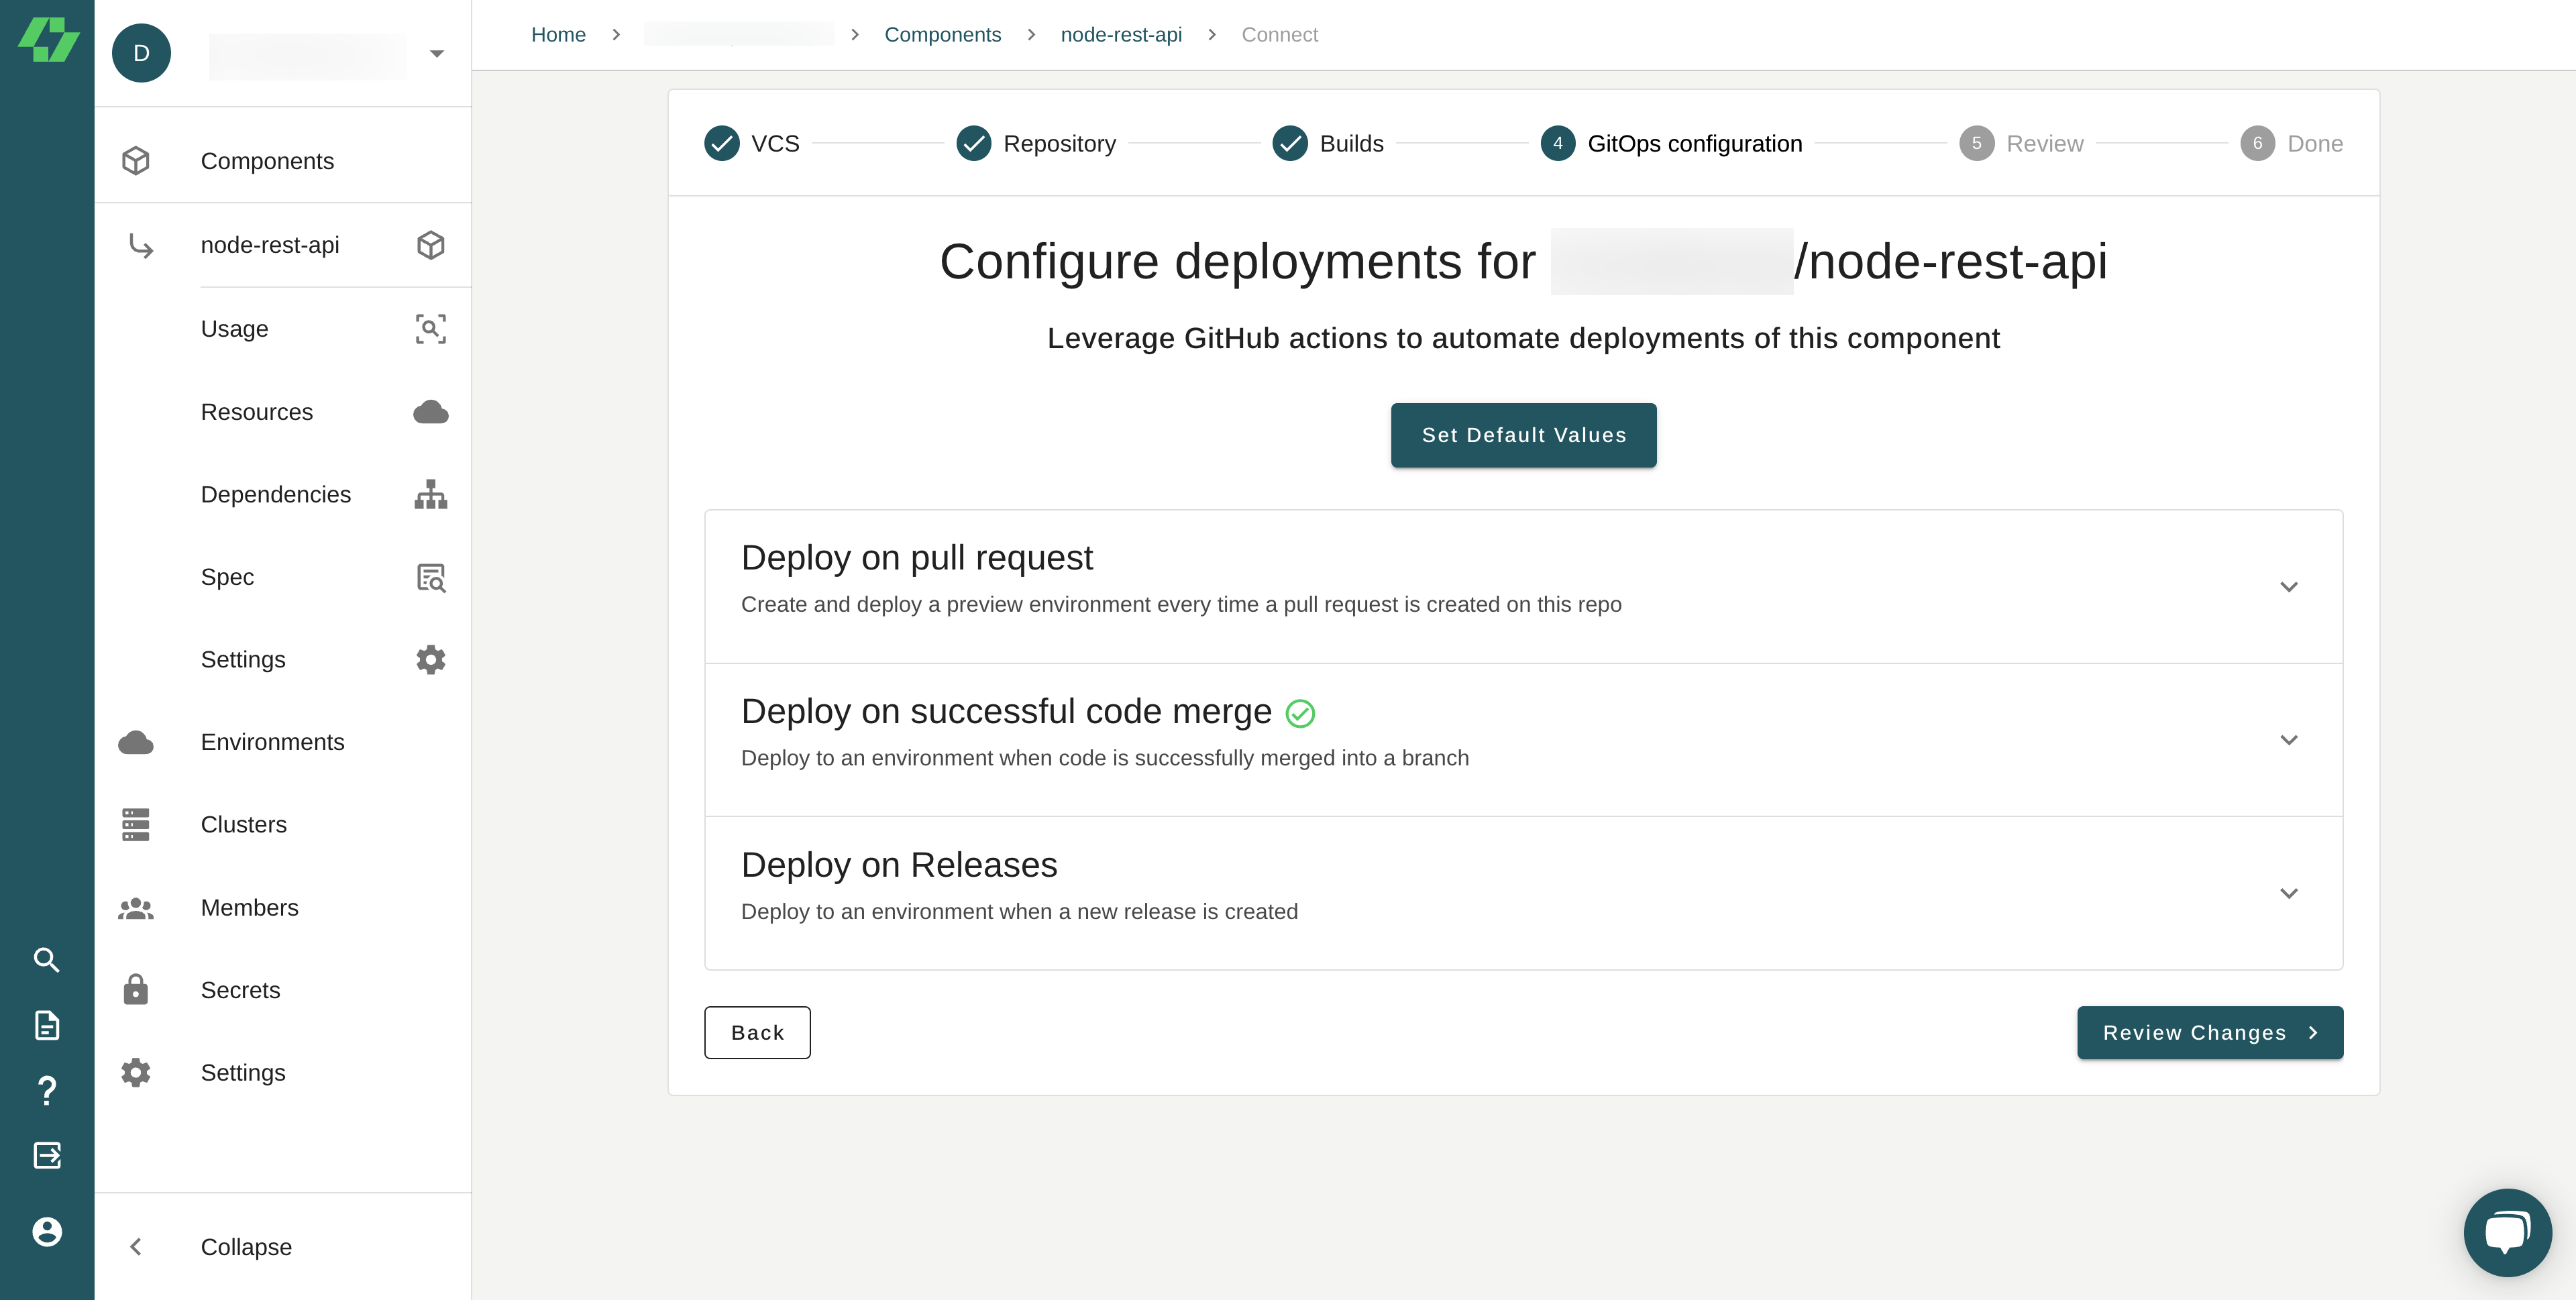 D
Home > Components > node-rest-api > Connect
Components
node-rest-api
Usage
Resources
Dependencies
Spec
Settings
Environments
Clusters
Members
Secrets
Settings
Collapse
VCS
Repository
Builds
4 GitOps configuration
5 Review
6 Done
Configure deployments for /node-rest-api
Leverage GitHub actions to automate deployments of this component
Set Default Values
Deploy on pull request
Create and deploy a preview environment every time a pull request is created on this repo
Deploy on successful code merge
Deploy to an environment when code is successfully merged into a branch
Deploy on Releases
Deploy to an environment when a new release is created
Back
Review Changes